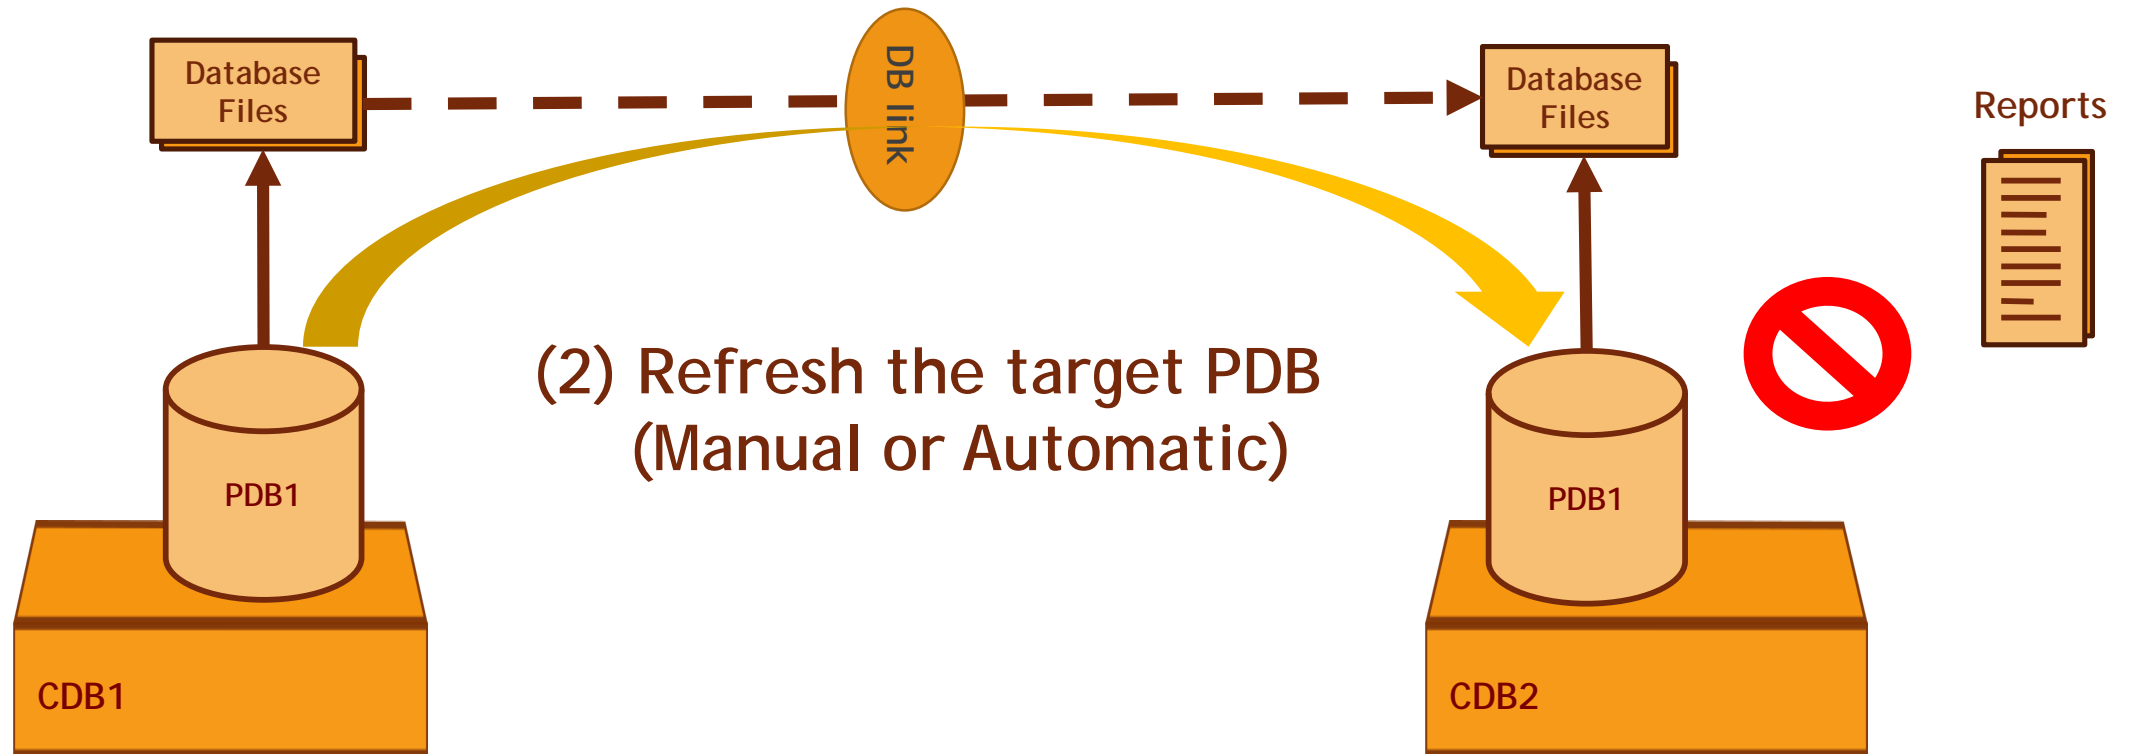 Database
Files
DB link
Database
Files
Reports
(2) Refresh the target PDB
(Manual or Automatic)
PDB1
PDB1
CDB1
CDB2